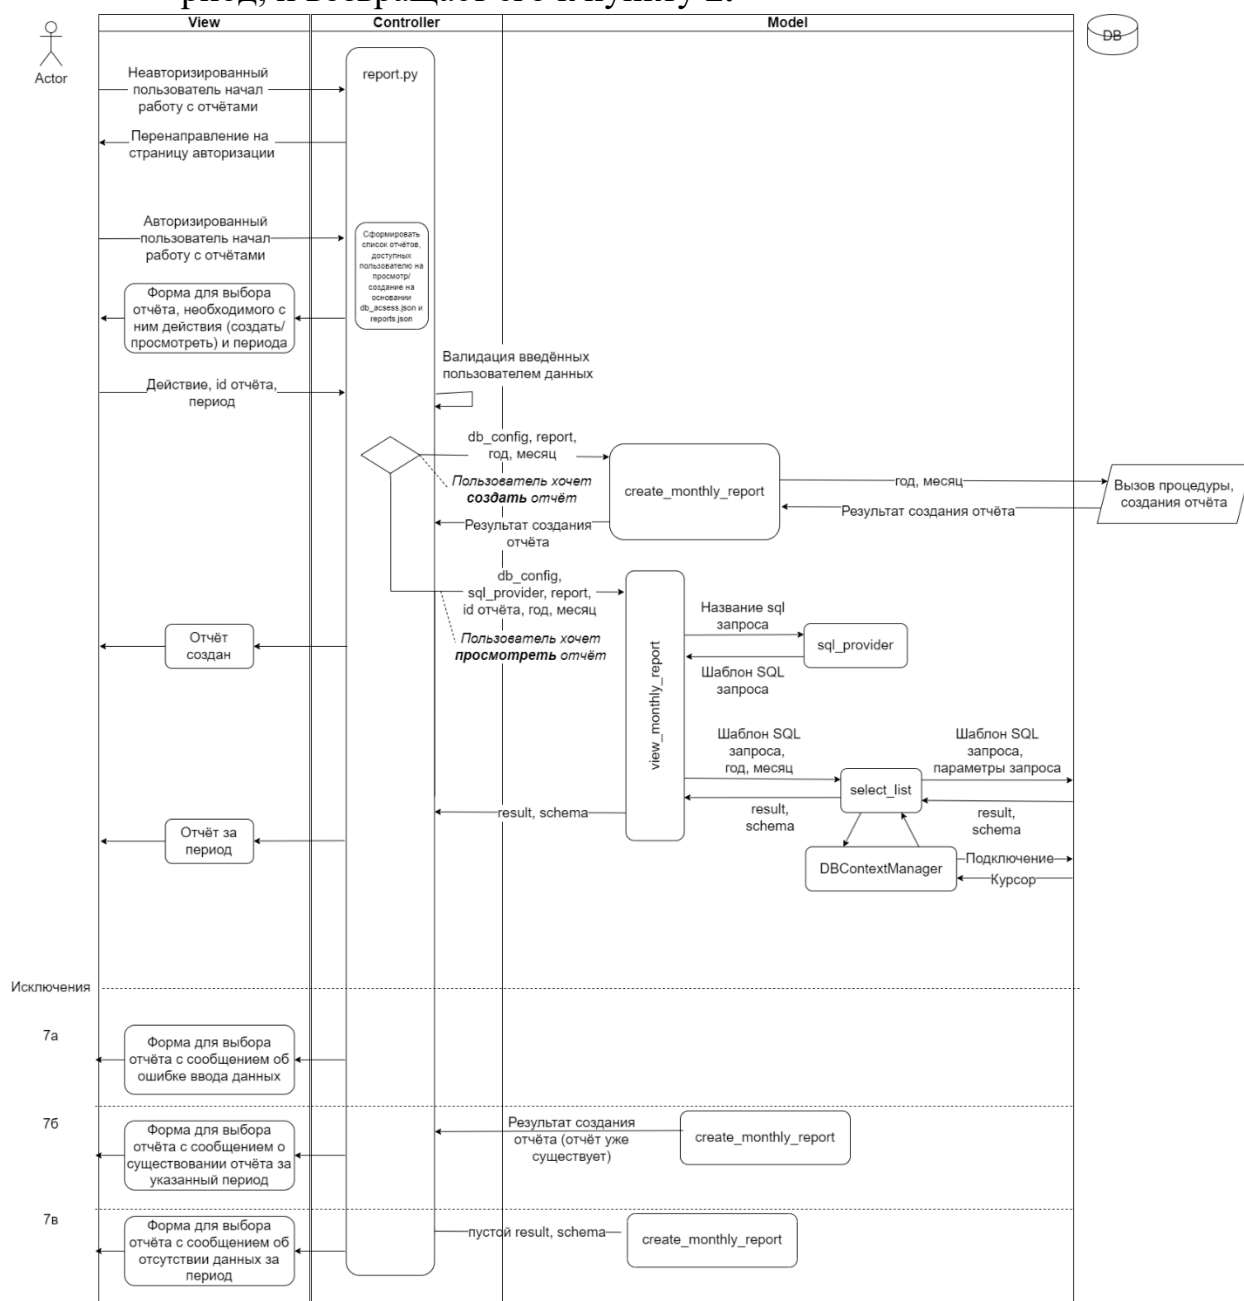 View
Controller
Model
DB
Actor
report.py
Неавторизированный
пользователь начал
работу с отчётами
Перенаправление на
страницу авторизации
Авторизированный
пользователь начал
работу с отчётами
Сформировать
список отчётов,
доступных
пользователю на
просмотр/
создание на
основании
db_acsess.json и
reports.json
Форма для выбора
отчёта, необходимого с
ним действия (создать/
просмотреть) и периода
Валидация введённых
пользователем данных
Действие, id отчёта,
период
db_config, report,
год, месяц
Пользователь хочет
создать отчёт
create_monthly_report
год, месяц
Вызов процедуры,
создания отчёта
Результат создания отчёта
Результат создания
отчёта
db_config,
sql_provider, report,
id отчёта, год, месяц
Пользователь хочет
просмотреть отчёт
view_monthly_report
Название sql
запроса
sql_provider
Шаблон SQL
запроса
Отчёт
создан
Шаблон SQL
запроса,
год, месяц
select_list
Шаблон SQL
запроса,
параметры запроса
result,
schema
result,
schema
result, schema
Отчёт за
период
DBContextManager
Подключение
Курсор
Исключения
7а
Форма для выбора
отчёта с сообщением об
ошибке ввода данных
7б
Форма для выбора
отчёта с сообщением о
существовании отчёта за
указанный период
Результат создания
отчёта (отчёт уже
существует)
create_monthly_report
7в
Форма для выбора
отчёта с сообщением об
отсутствии данных за
период
пустой result, schema
create_monthly_report